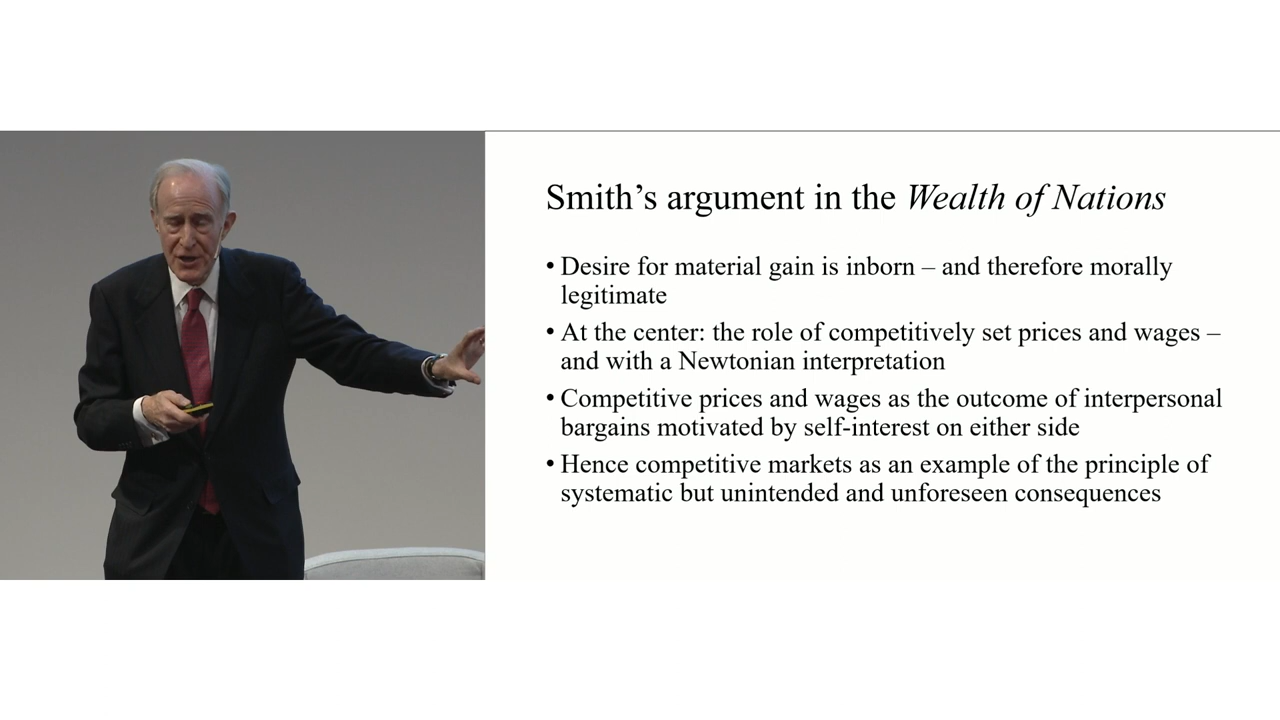 Smith’s argument in the Wealth of Nations
• Desire for material gain is inborn – and therefore morally
legitimate
• At the center: the role of competitively set prices and wages –
and with a Newtonian interpretation
• Competitive prices and wages as the outcome of interpersonal
bargains motivated by self-interest on either side
• Hence competitive markets as an example of the principle of
systematic but unintended and unforeseen consequences